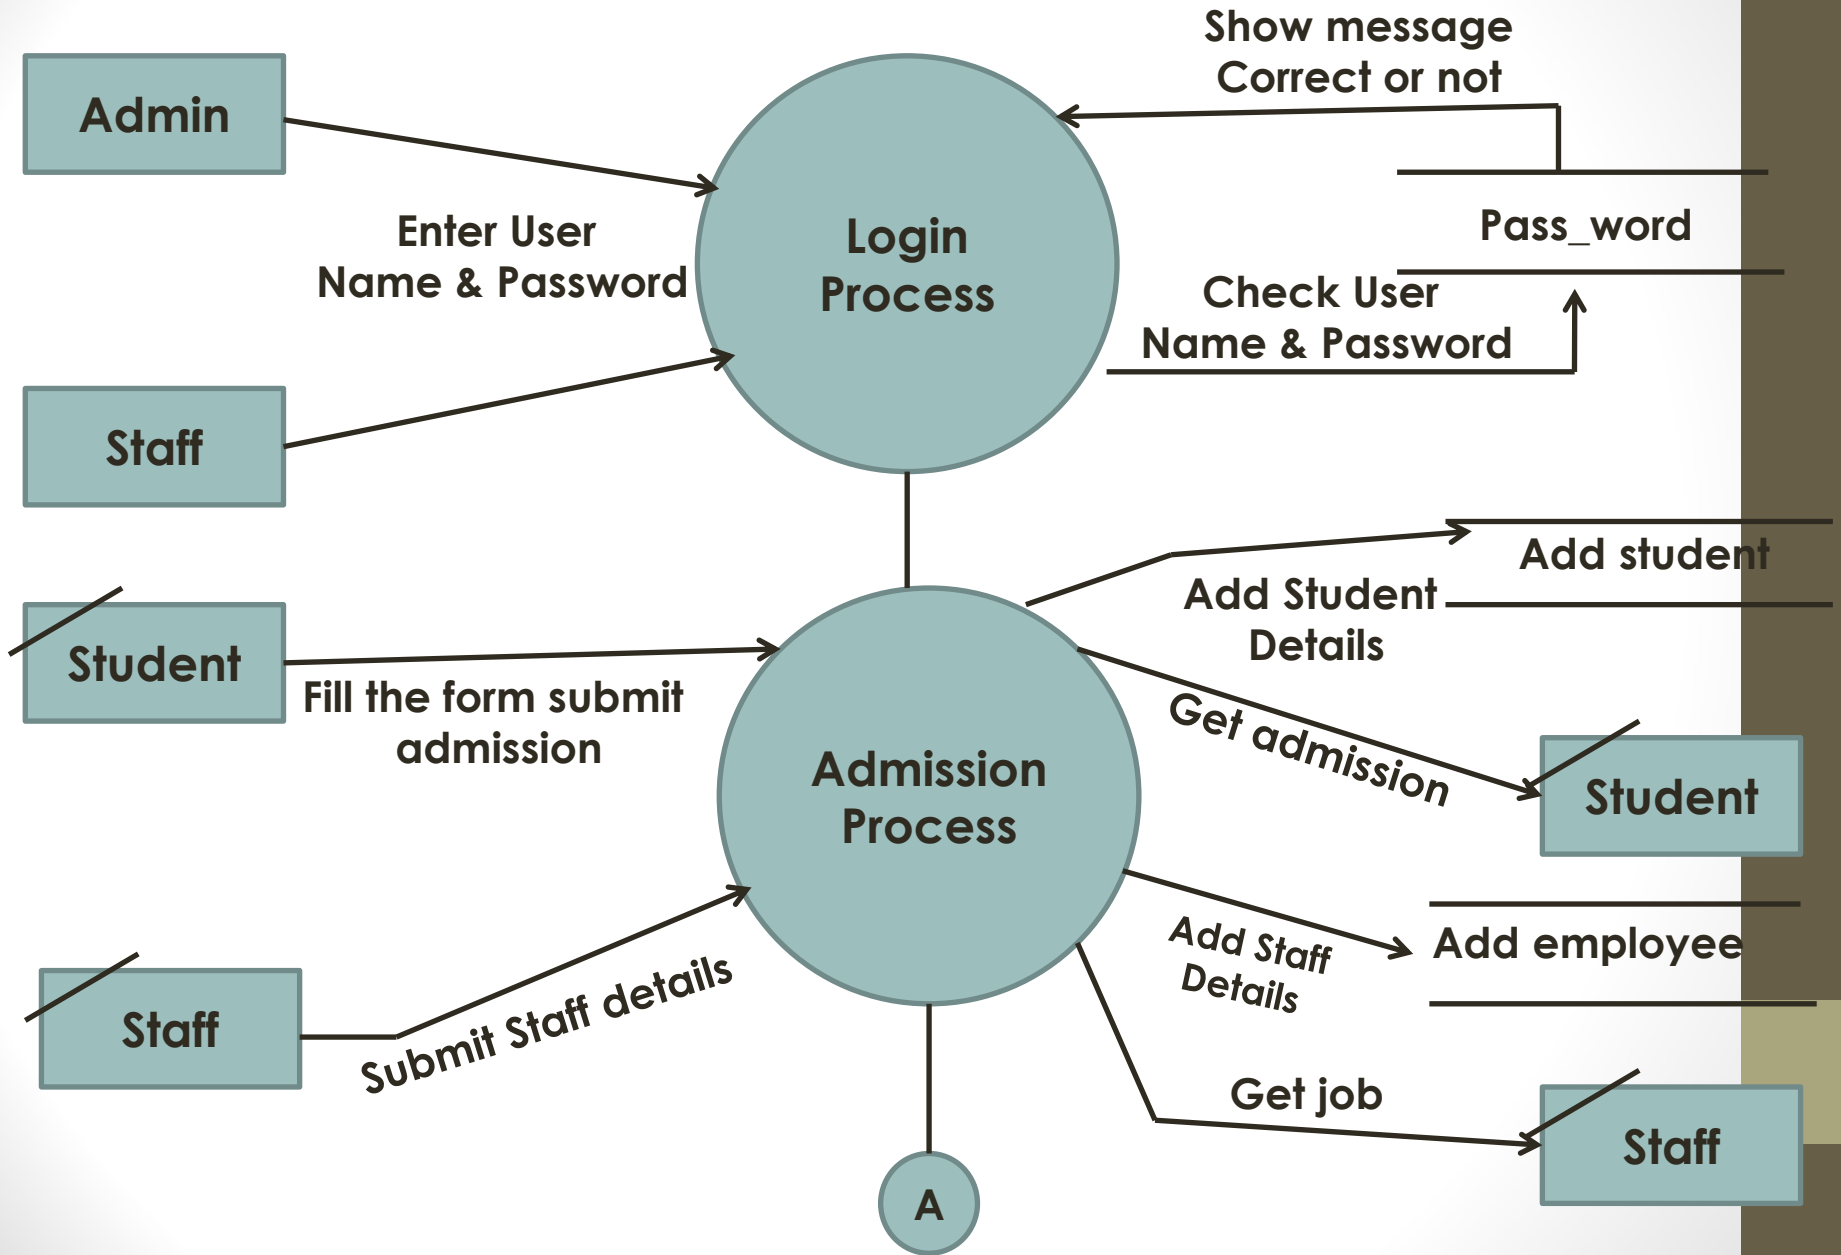 Show message
Correct or not
Admin
Enter User
Name & Password
Login
Process
Pass_word
Check User
Name & Password
Staff
Add student
Add Student
Details
Student
Fill the form submit
admission
Get admission
Admission
Process
Student
Add Staff
Details
Add employee
Staff
Submit Staff details
Get job
Staff
A